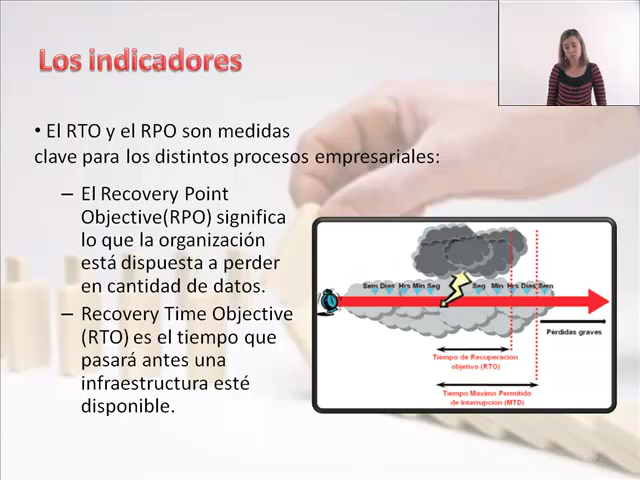 Los indicadores
• El RTO y el RPO son medidas
clave para los distintos procesos empresariales:
– El Recovery Point
Objective(RPO) significa
lo que la organización
está dispuesta a perder
en cantidad de datos.
– Recovery Time Objective
(RTO) es el tiempo que
pasará antes una
infraestructura esté
disponible.
Sem Dias Hrs Min Seg
Seg Min Hrs Dias Sem
Pérdidas graves
Tiempo de Recuperación
objetivo (RTO)
Tiempo Máximo Permitido
de Interrupción (MTD)